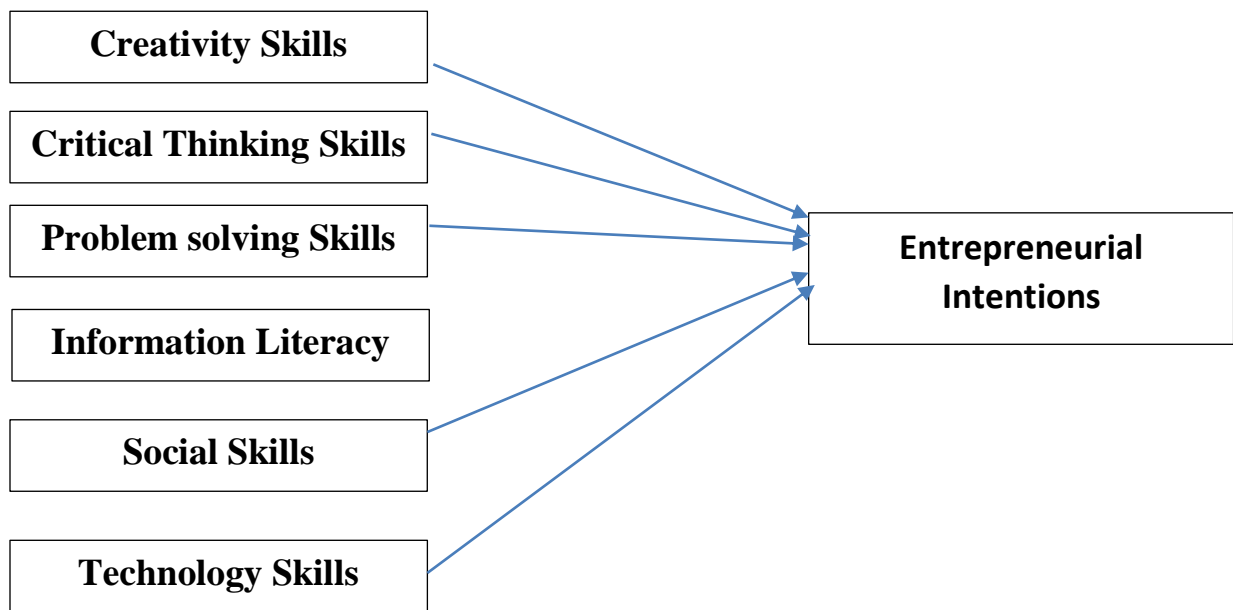 Creativity Skills
Critical Thinking Skills
Problem solving Skills
Information Literacy
Social Skills
Technology Skills
Entrepreneurial
Intentions